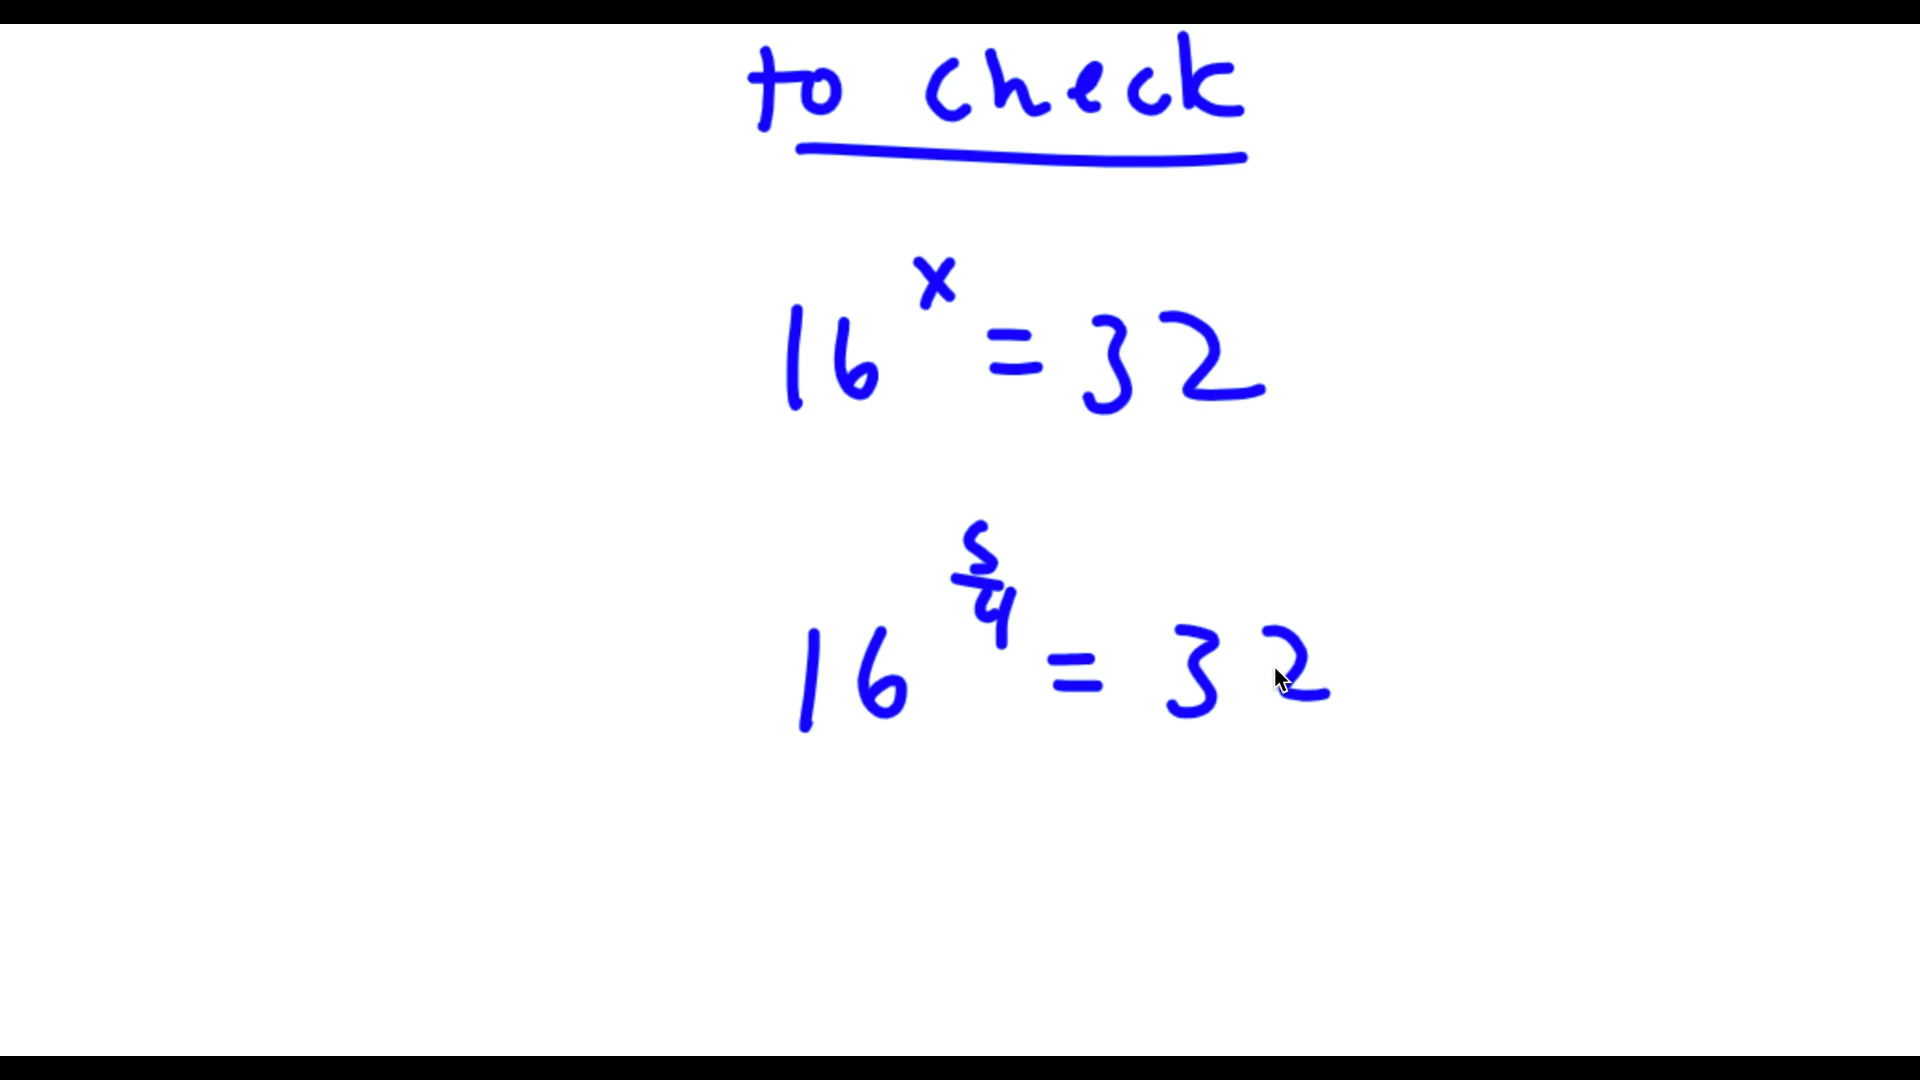 to check
16^x = 32
16^(5/4) = 32